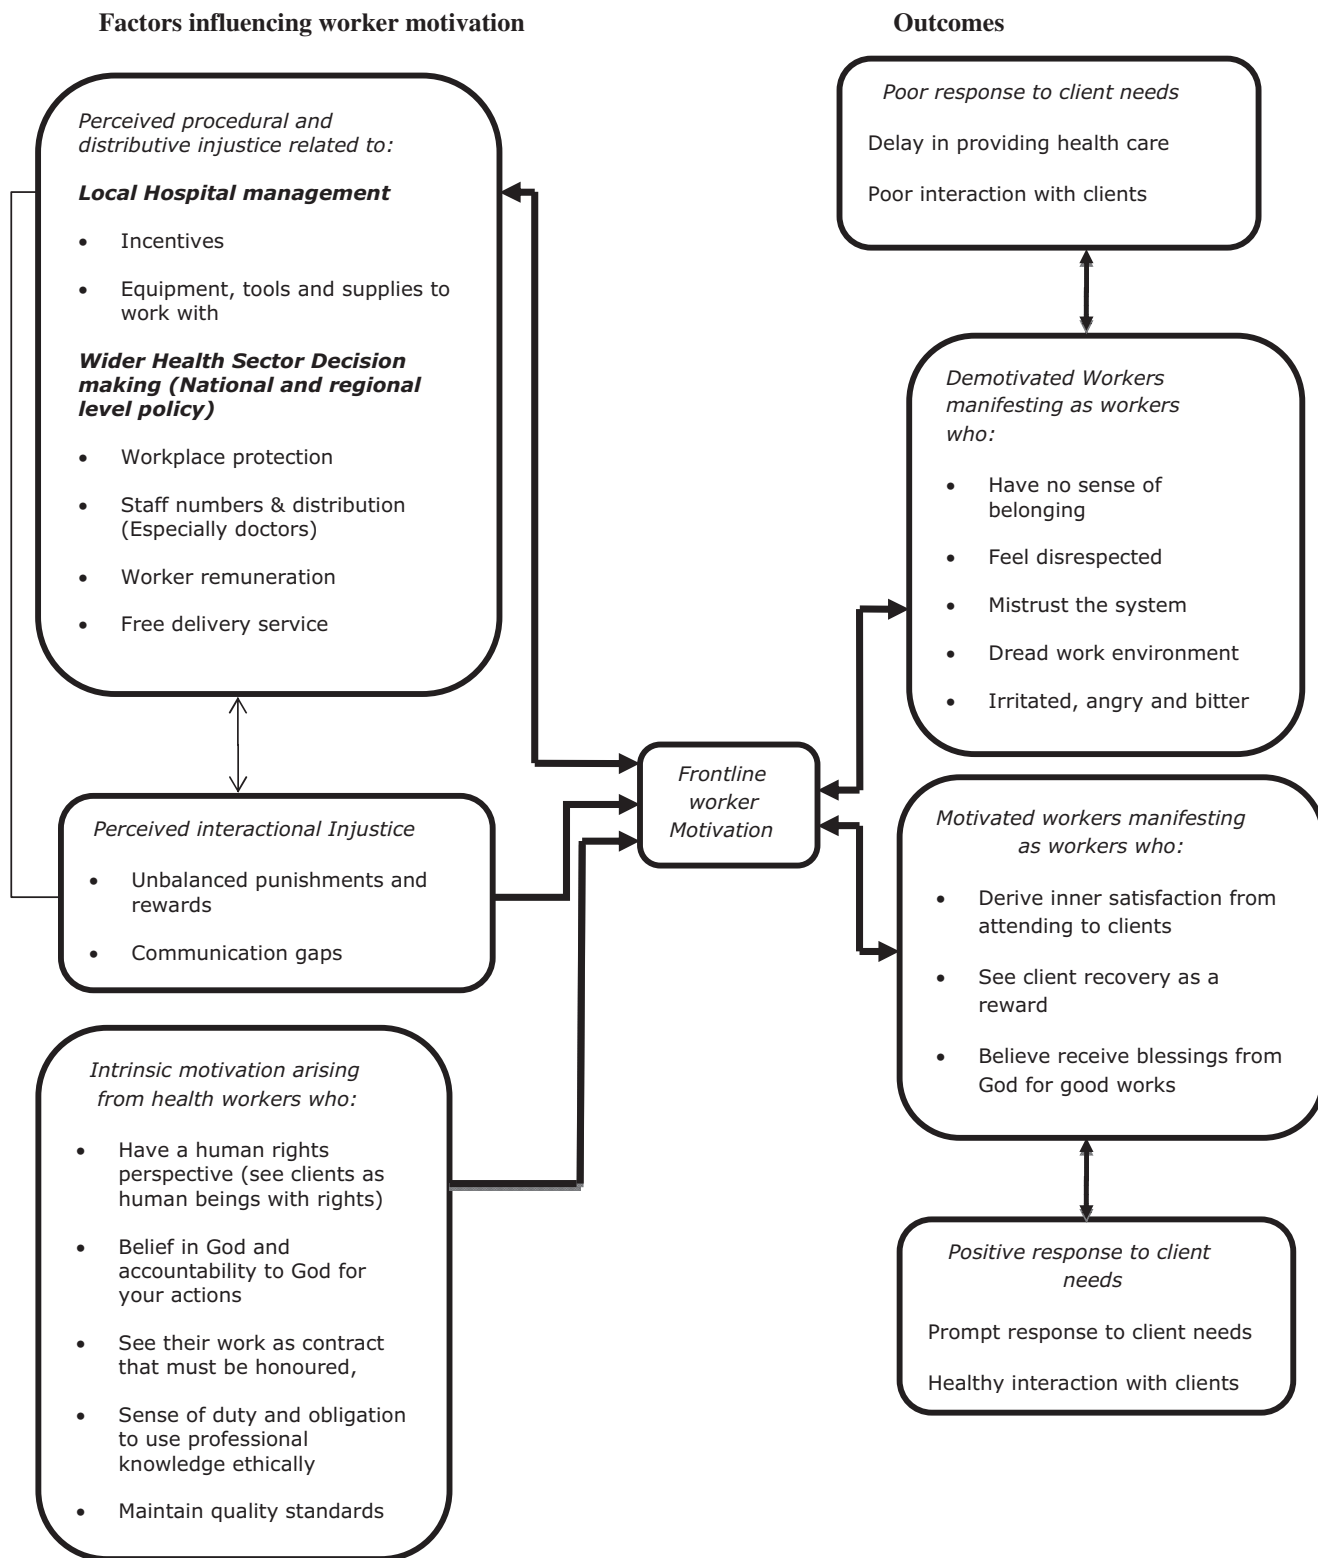 Factors influencing worker motivation
Perceived procedural and
distributive injustice related to:
Local Hospital management
• Incentives
• Equipment, tools and supplies to
work with
Wider Health Sector Decision
making (National and regional
level policy)
• Workplace protection
• Staff numbers & distribution
(Especially doctors)
• Worker remuneration
• Free delivery service
Perceived interactional Injustice
• Unbalanced punishments and
rewards
• Communication gaps
Intrinsic motivation arising
from health workers who:
• Have a human rights
perspective (see clients as
human beings with rights)
• Belief in God and
accountability to God for
your actions
• See their work as contract
that must be honoured,
• Sense of duty and obligation
to use professional
knowledge ethically
• Maintain quality standards
Frontline
worker
Motivation
Outcomes
Poor response to client needs
Delay in providing health care
Poor interaction with clients
Demotivated Workers
manifesting as workers
who:
• Have no sense of
belonging
• Feel disrespected
• Mistrust the system
• Dread work environment
• Irritated, angry and bitter
Motivated workers manifesting
as workers who:
• Derive inner satisfaction from
attending to clients
• See client recovery as a
reward
• Believe receive blessings from
God for good works
Positive response to client
needs
Prompt response to client needs
Healthy interaction with clients